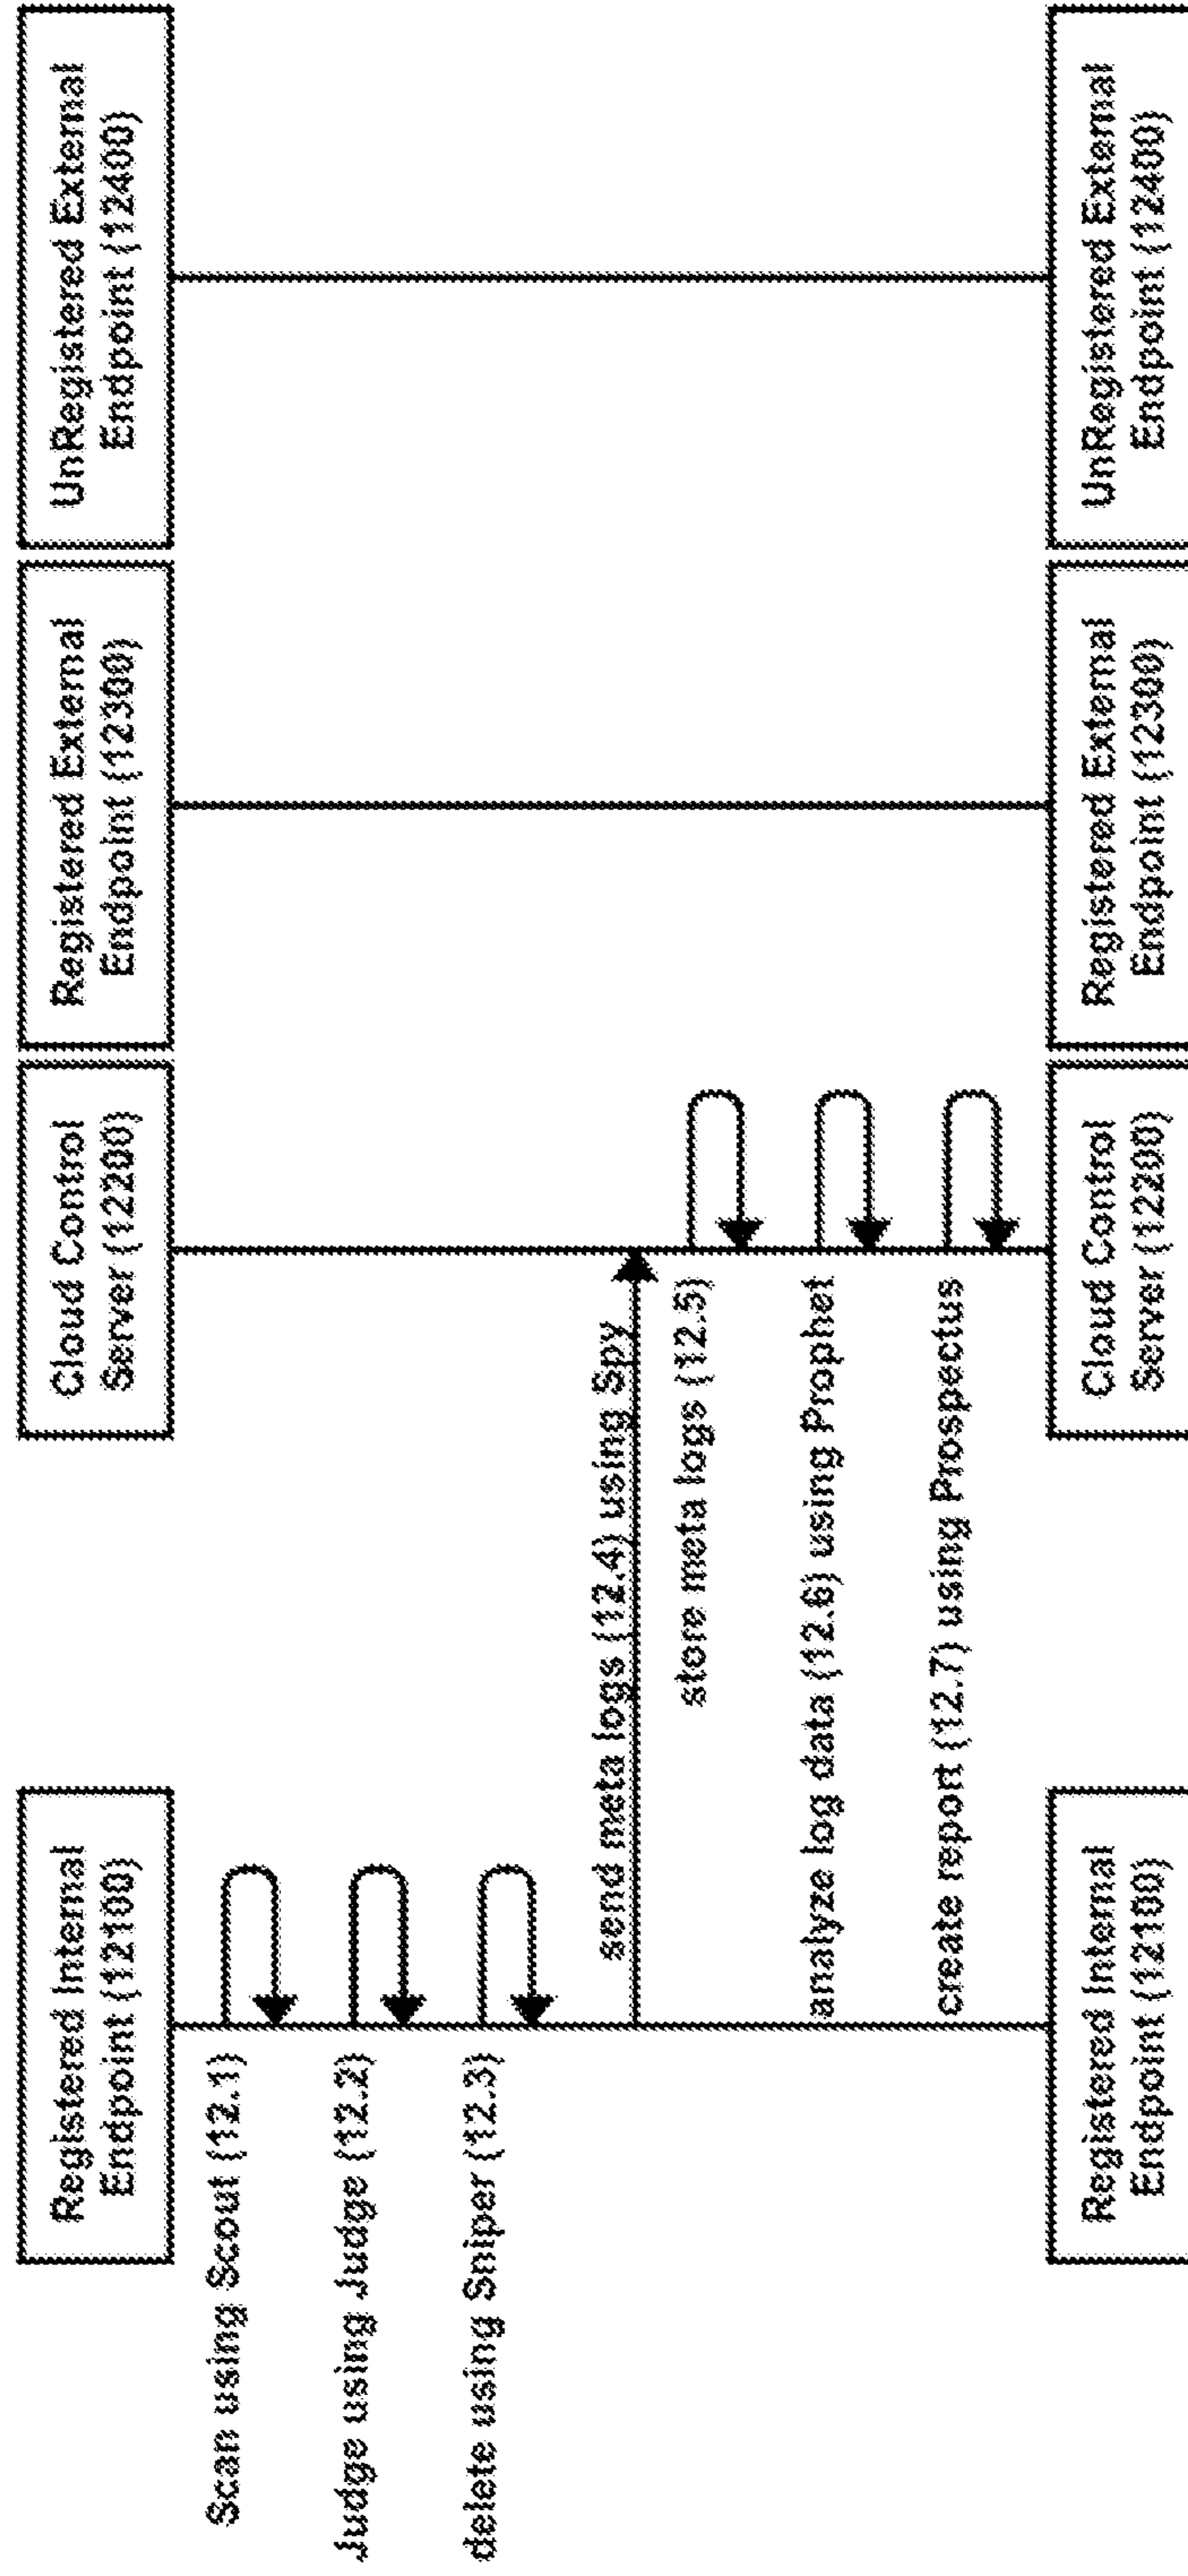 Registered Internal
Endpoint (12100)
Cloud Control
Server (12200)
Registered External
Endpoint (12300)
UnRegistered External
Endpoint (12400)
Scan using Scout (12.1)
Judge using Judge (12.2)
delete using Sniper (12.3)
send meta logs (12.4) using Spy
store meta logs (12.5)
analyze log data (12.6) using Prophet
create report (12.7) using Prospectus
Registered Internal
Endpoint (12100)
Cloud Control
Server (12200)
Registered External
Endpoint (12300)
UnRegistered External
Endpoint (12400)